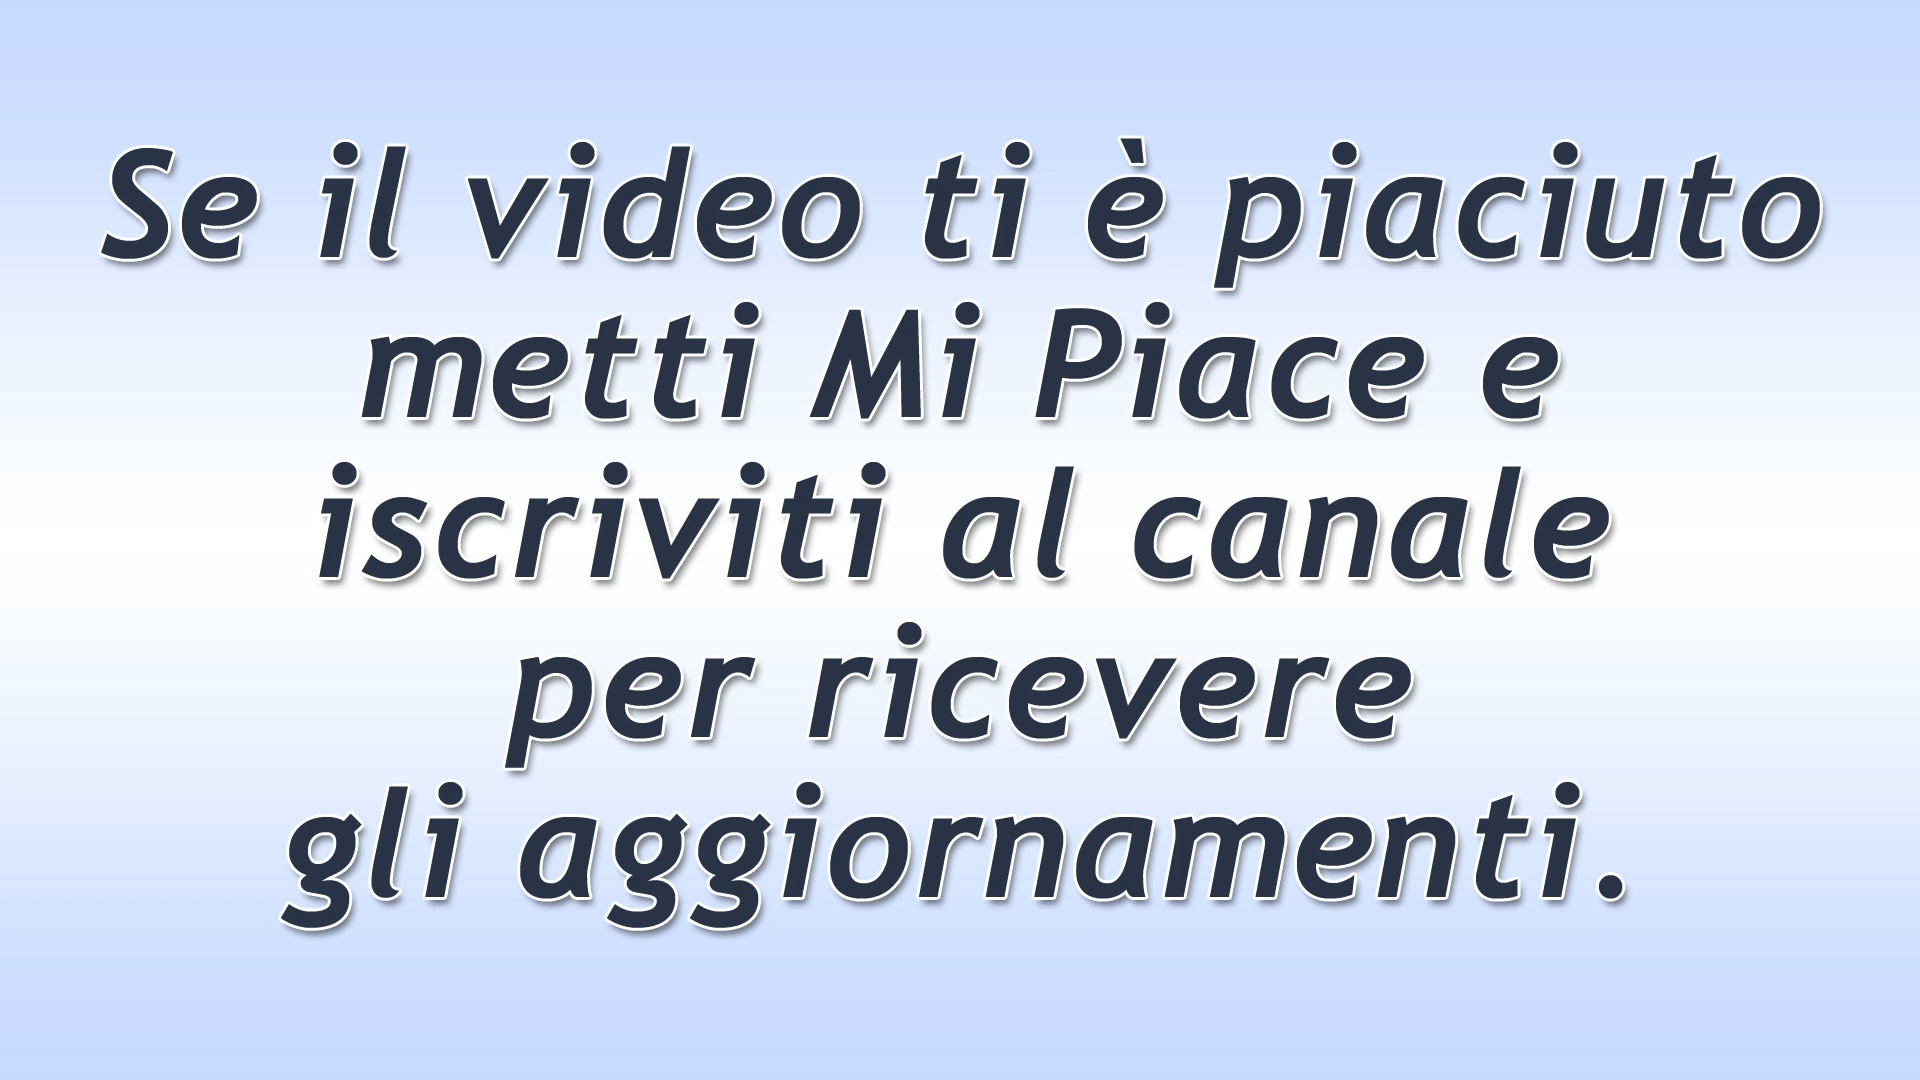 Se il video ti è piaciuto
metti Mi Piace e
iscriviti al canale
per ricevere
gli aggiornamenti.